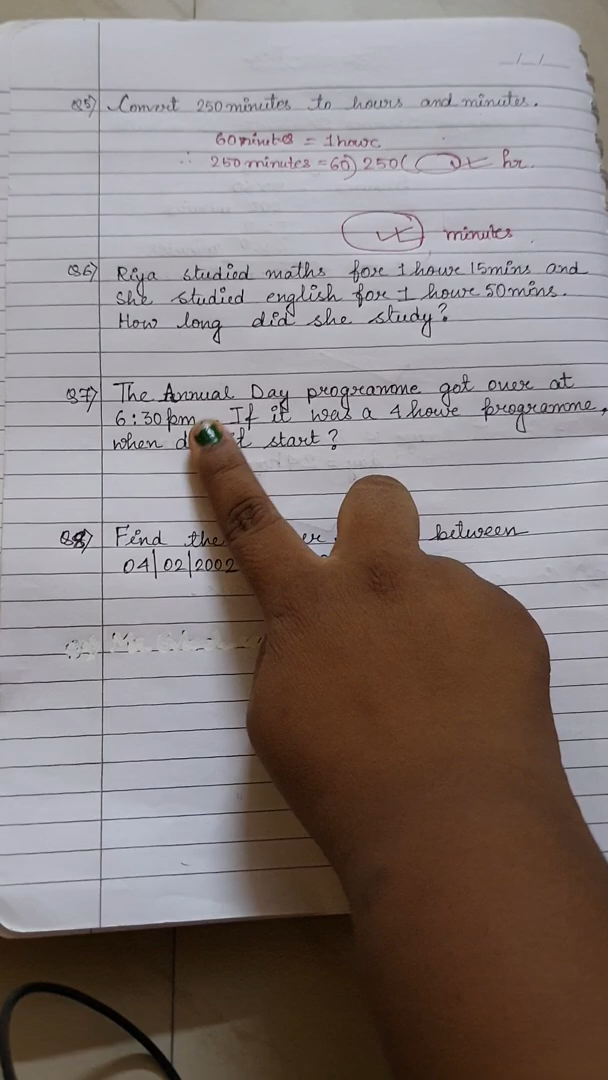 Q5) Convert 250 minutes to hours and minutes.
60 minutes = 1 hour
∴ 250 minutes = 60) 250 ( hr.
minutes
Q6) Riya studied maths for 1 hour 15mins and
She studied english for 1 hour 50mins.
How long did she study?
Q7) The Annual Day programme got over at
6:30pm. If it was a 4 hour programme,
when it start?
Q8) Find the between
04/02/2002